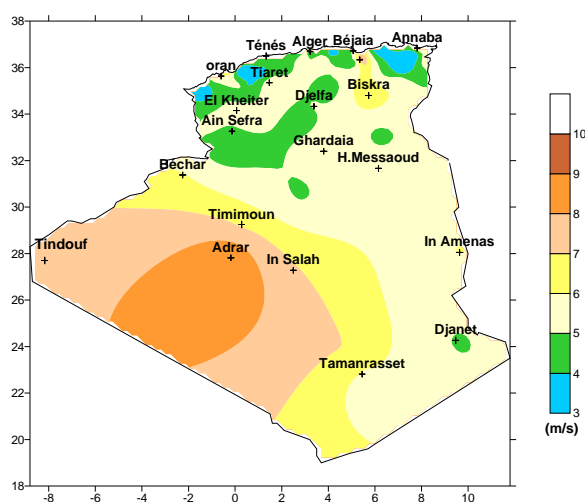 38
36
34
32
30
28
26
24
22
20
18
-8 -6 -4 -2 0 2 4 6 8 10
Ténés
Alger
Béjaia
Annaba
oran
Tiaret
Biskra
El Kheiter
Djelfa
Ain Sefra
Ghardaia
H.Messaoud
Béchar
Timimoun
Tindouf
Adrar
In Salah
In Amenas
Djanet
Tamanrasset
10
9
8
7
6
5
4
3
(m/s)